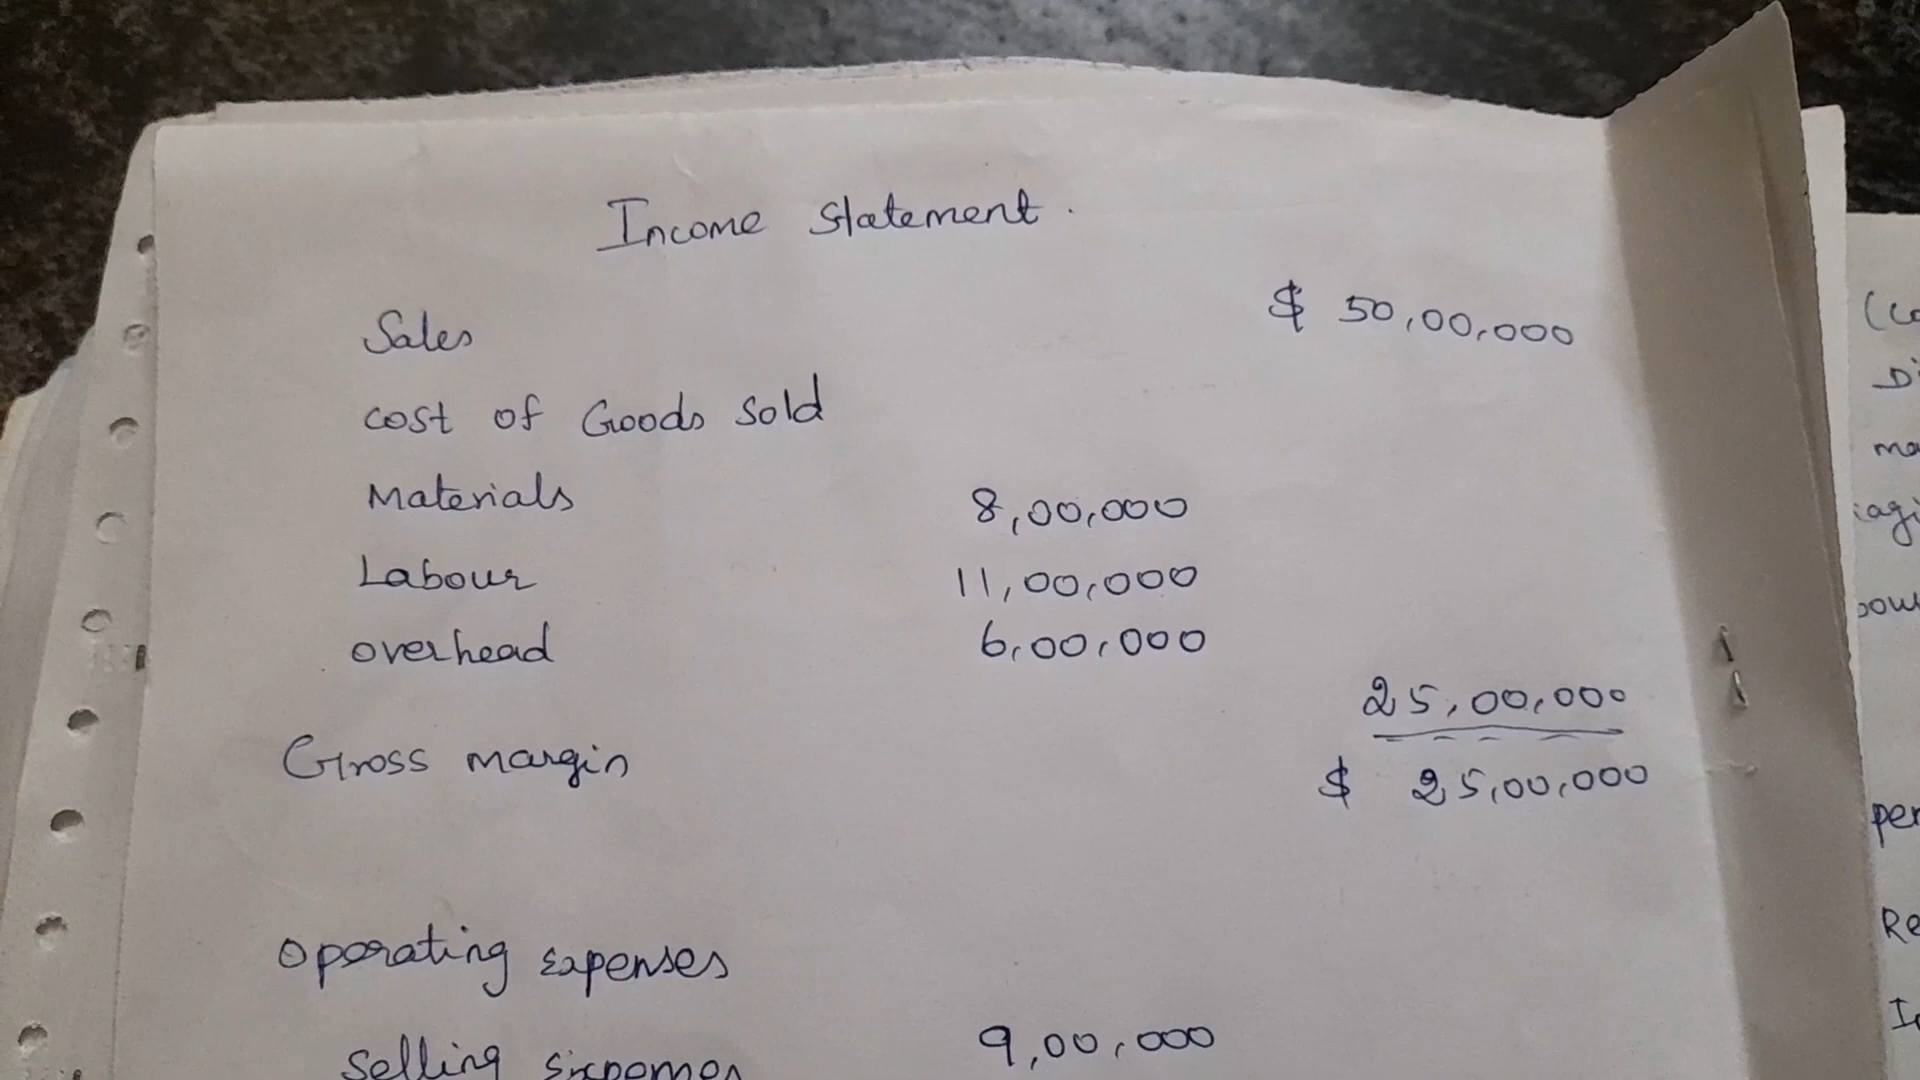 Income Statement.
Sales $ 50,00,000
Cost of Goods Sold
Materials 8,00,000
Labour 11,00,000
overhead 6,00,000
25,00,000
Gross margin $ 25,00,000
Operating Expenses
Selling 9,00,000